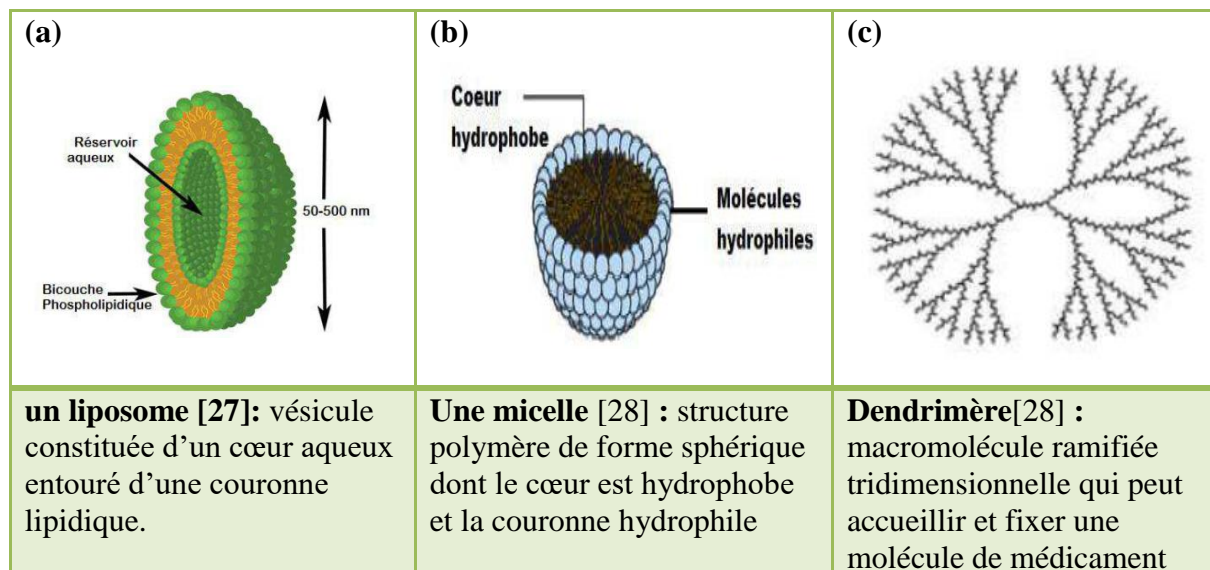 (a)
Réservoir
aqueux
50-500 nm
Bicouche
Phospholipidique
(b)
Coeur
hydrophobe
Molécules
hydrophiles
(c)
un liposome [27]: vésicule
constituée d’un cœur aqueux
entouré d’une couronne
lipidique.
Une micelle [28] : structure
polymère de forme sphérique
dont le cœur est hydrophobe
et la couronne hydrophile
Dendrimère[28] :
macromolécule ramifiée
tridimensionnelle qui peut
accueillir et fixer une
molécule de médicament